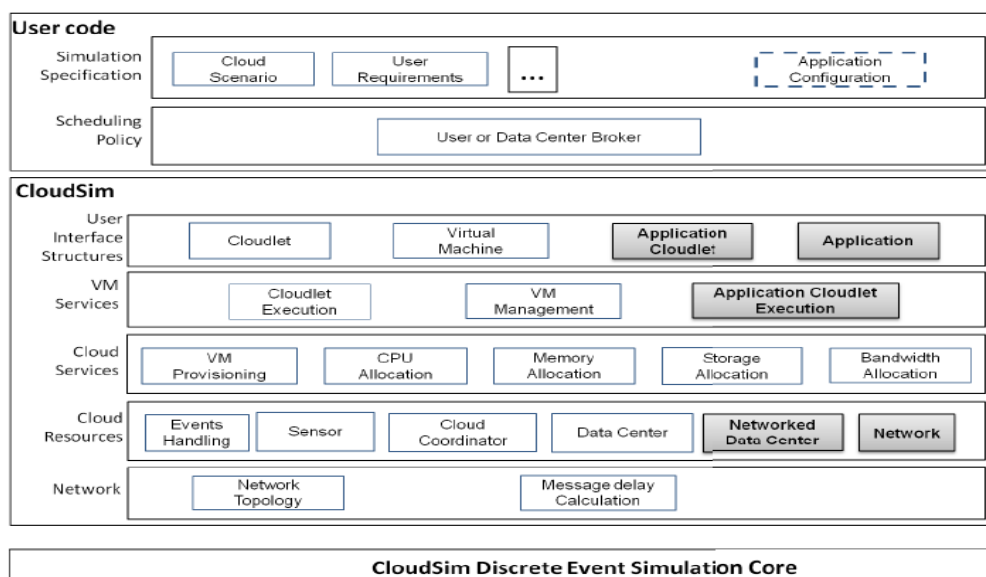 User code
Simulation
Specification
Cloud
Scenario
User
Requirements
...
Application
Configuration
Scheduling
Policy
User or Data Center Broker
CloudSim
User
Interface
Structures
Cloudlet
Virtual
Machine
Application
Cloudlet
Application
VM
Services
Cloudlet
Execution
VM
Management
Application Cloudlet
Execution
Cloud
Services
VM
Provisioning
CPU
Allocation
Memory
Allocation
Storage
Allocation
Bandwidth
Allocation
Cloud
Resources
Events
Handling
Sensor
Cloud
Coordinator
Data Center
Networked
Data Center
Network
Network
Network
Topology
Message delay
Calculation
CloudSim Discrete Event Simulation Core